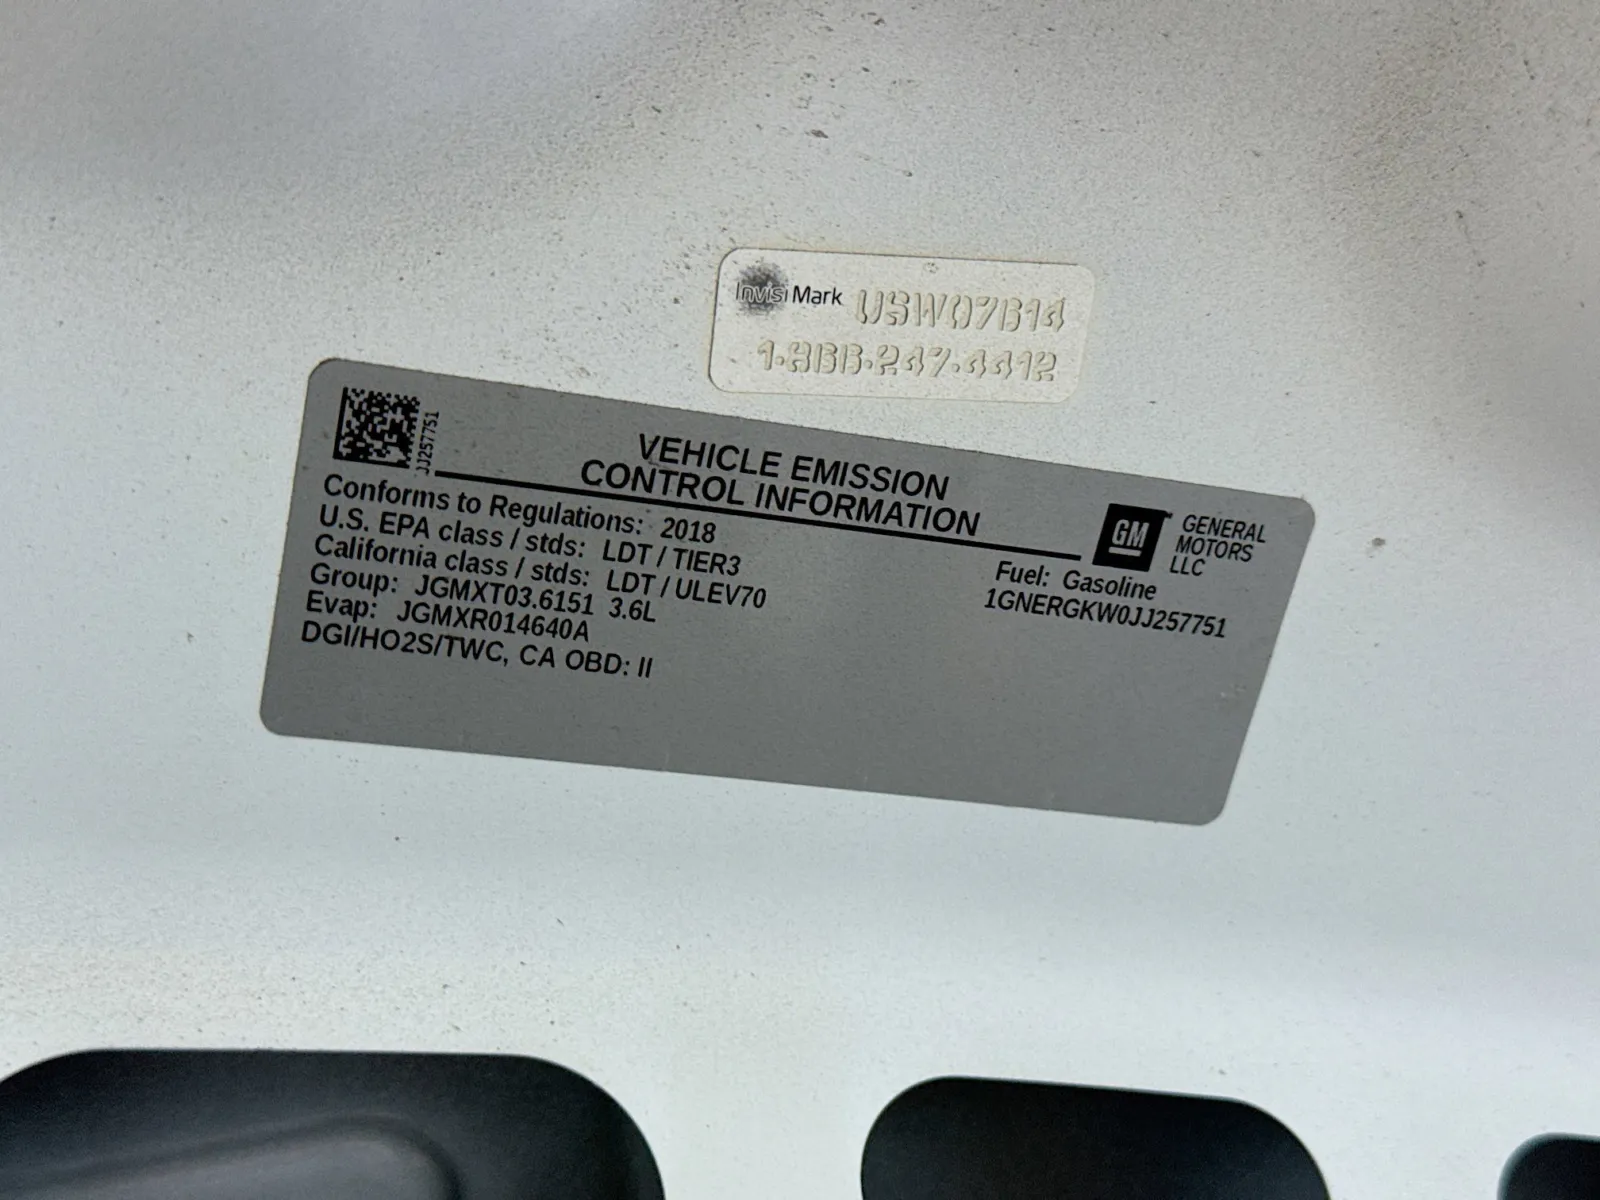 InvisiMark USW07614
1.866.247.4412
JJ257751
VEHICLE EMISSION
CONTROL INFORMATION
Conforms to Regulations: 2018
U.S. EPA class / stds: LDT / TIER3
California class / stds: LDT / ULEV70
Group: JGMXT03.6151 3.6L
Evap: JGMXR014640A
DGI/HO2S/TWC, CA OBD: II
GM
GENERAL
MOTORS
LLC
Fuel: Gasoline
1GNERGKW0JJ257751